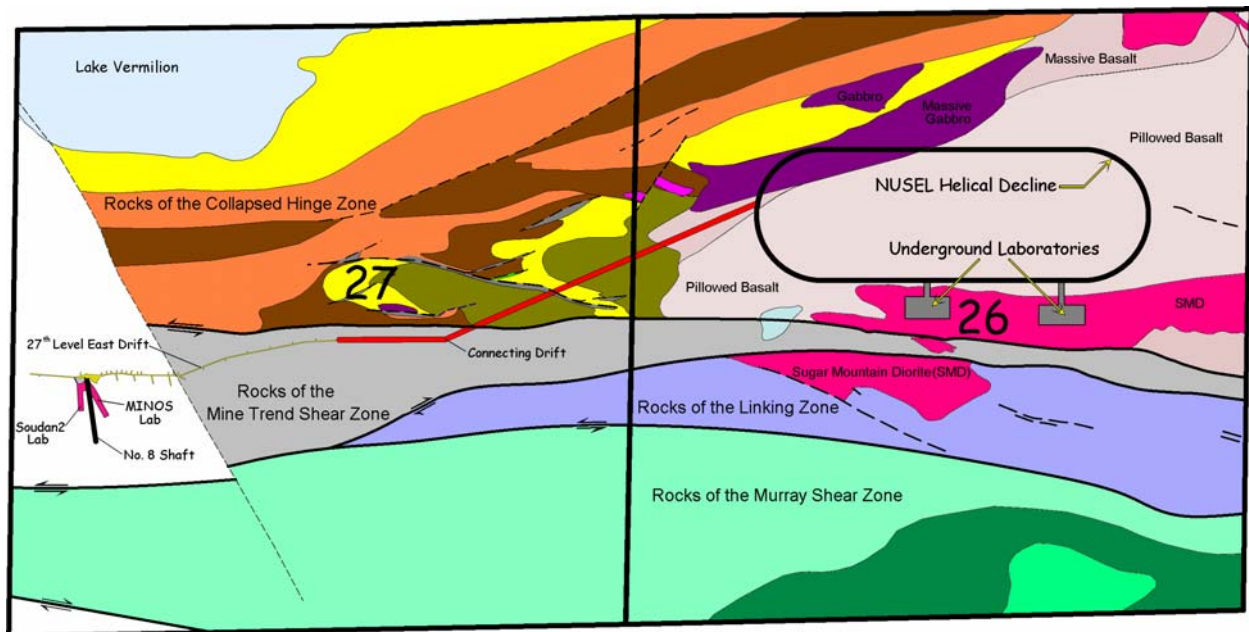 Lake Vermilion
Massive Basalt
Gabbro
Massive
Gabbro
Pillowed Basalt
NUSEL Helical Decline
Rocks of the Collapsed Hinge Zone
Underground Laboratories
27
Pillowed Basalt
SMD
26
27th Level East Drift
Connecting Drift
Sugar Mountain Diorite(SMD)
Rocks of the
Mine Trend Shear Zone
MINOS
Lab
Soudan2
Lab
Rocks of the Linking Zone
No. 8 Shaft
Rocks of the Murray Shear Zone